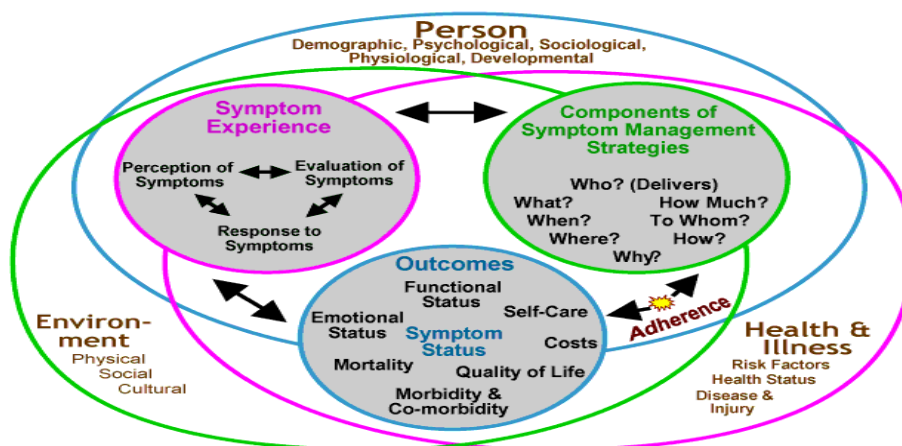 Person
Demographic, Psychological, Sociological,
Physiological, Developmental
Symptom
Experience
Perception of
Symptoms
Evaluation of
Symptoms
Response to
Symptoms
Components of
Symptom Management
Strategies
Who? (Delivers)
What?
How Much?
When?
To Whom?
Where?
How?
Why?
Outcomes
Functional
Status
Self-Care
Emotional
Status
Symptom
Status
Costs
Mortality
Quality of Life
Morbidity &
Co-morbidity
Adherence
Environ-
ment
Physical
Social
Cultural
Health &
Illness
Risk Factors
Health Status
Disease &
Injury